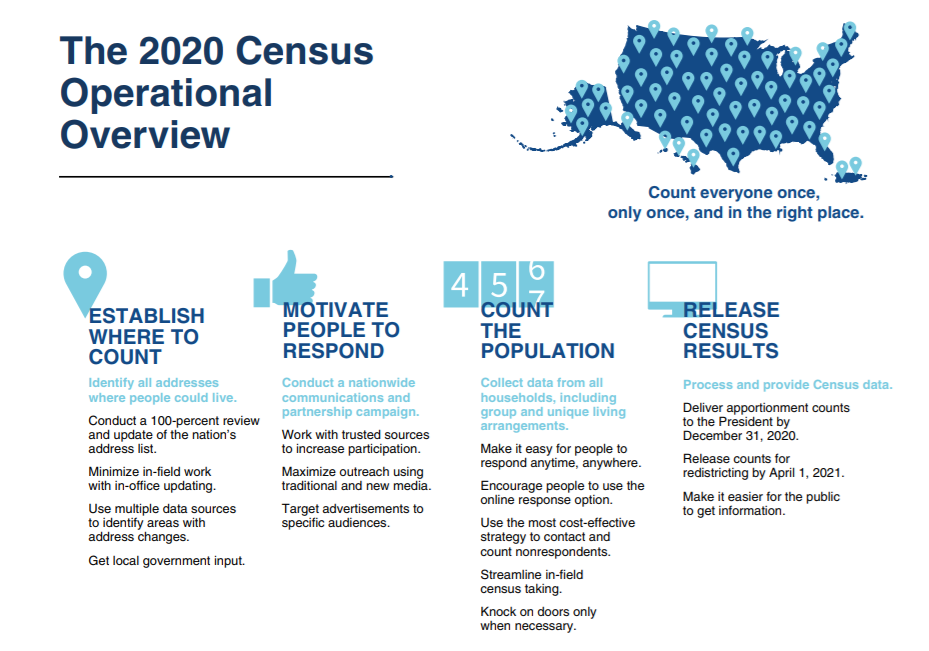 The 2020 Census
Operational
Overview
Count everyone once,
only once, and in the right place.
ESTABLISH
WHERE TO
COUNT
Identify all addresses
where people could live.
Conduct a 100-percent review
and update of the nation's
address list.
Minimize in-field work
with in-office updating.
Use multiple data sources
to identify areas with
address changes.
Get local government input.
MOTIVATE
PEOPLE TO
RESPOND
Conduct a nationwide
communications and
partnership campaign.
Work with trusted sources
to increase participation.
Maximize outreach using
traditional and new media.
Target advertisements to
specific audiences.
4 5 6
7
COUNT
THE
POPULATION
Collect data from all
households, including
group and unique living
arrangements.
Make it easy for people to
respond anytime, anywhere.
Encourage people to use the
online response option.
Use the most cost-effective
strategy to contact and
count nonrespondents.
Streamline in-field
census taking.
Knock on doors only
when necessary.
RELEASE
CENSUS
RESULTS
Process and provide Census data.
Deliver apportionment counts
to the President by
December 31, 2020.
Release counts for
redistricting by April 1, 2021.
Make it easier for the public
to get information.